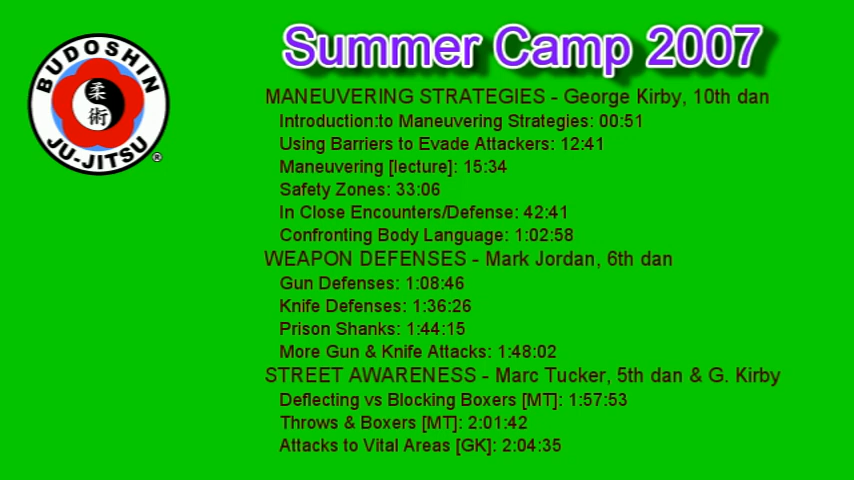 BUDOSHIN
柔術
JU-JITSU
®
Summer Camp 2007
MANEUVERING STRATEGIES - George Kirby, 10th dan
Introduction:to Maneuvering Strategies: 00:51
Using Barriers to Evade Attackers: 12:41
Maneuvering [lecture]: 15:34
Safety Zones: 33:06
In Close Encounters/Defense: 42:41
Confronting Body Language: 1:02:58
WEAPON DEFENSES - Mark Jordan, 6th dan
Gun Defenses: 1:08:46
Knife Defenses: 1:36:26
Prison Shanks: 1:44:15
More Gun & Knife Attacks: 1:48:02
STREET AWARENESS - Marc Tucker, 5th dan & G. Kirby
Deflecting vs Blocking Boxers [MT]: 1:57:53
Throws & Boxers [MT]: 2:01:42
Attacks to Vital Areas [GK]: 2:04:35